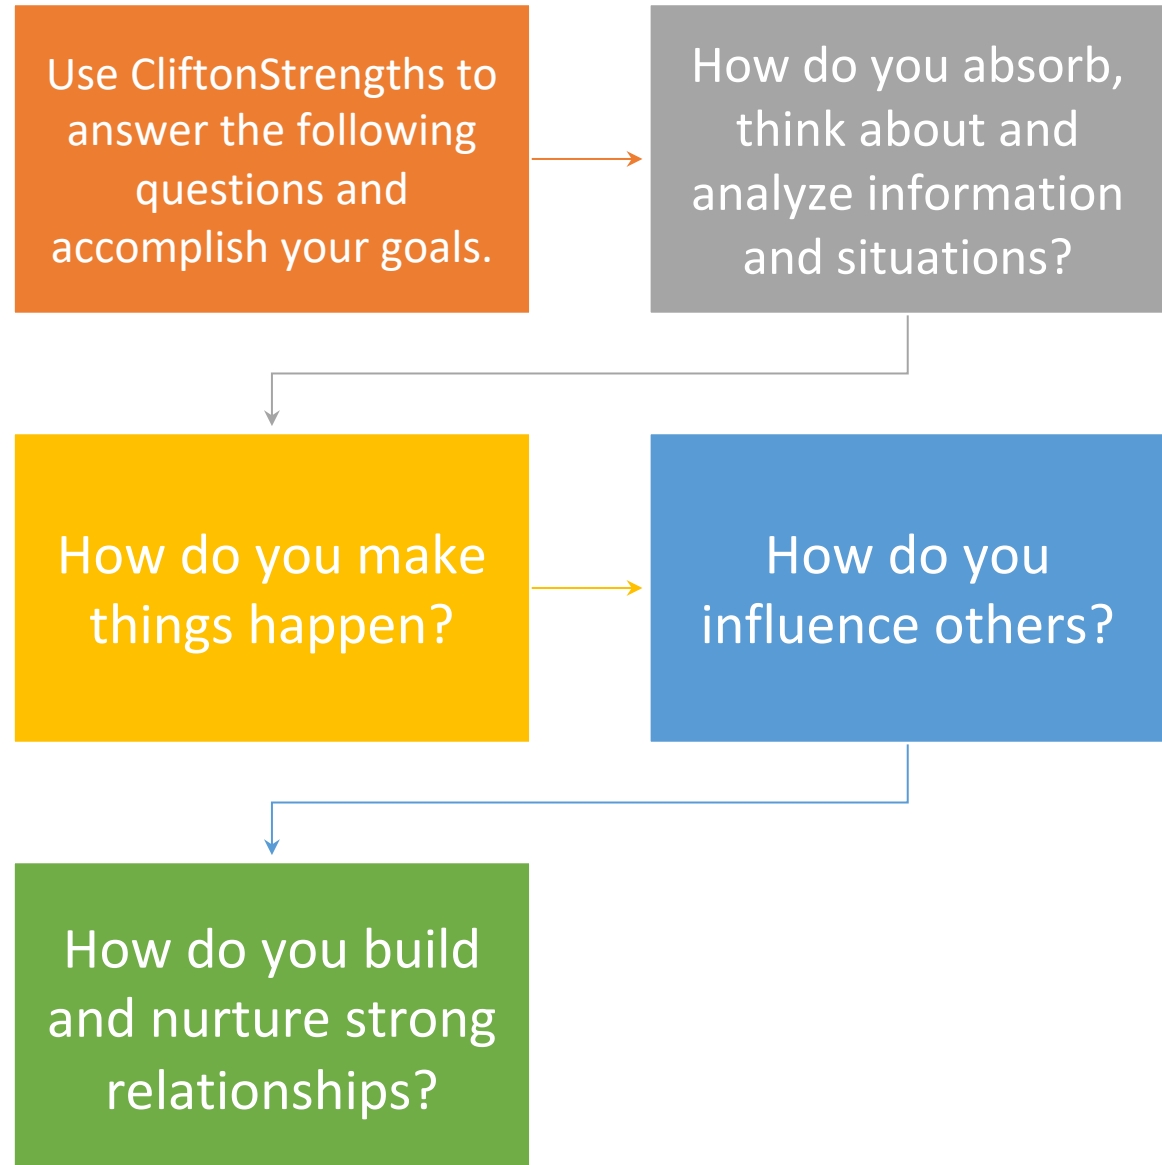 Use CliftonStrengths to
answer the following
questions and
accomplish your goals.
How do you absorb,
think about and
analyze information
and situations?
How do you make
things happen?
How do you
influence others?
How do you build
and nurture strong
relationships?